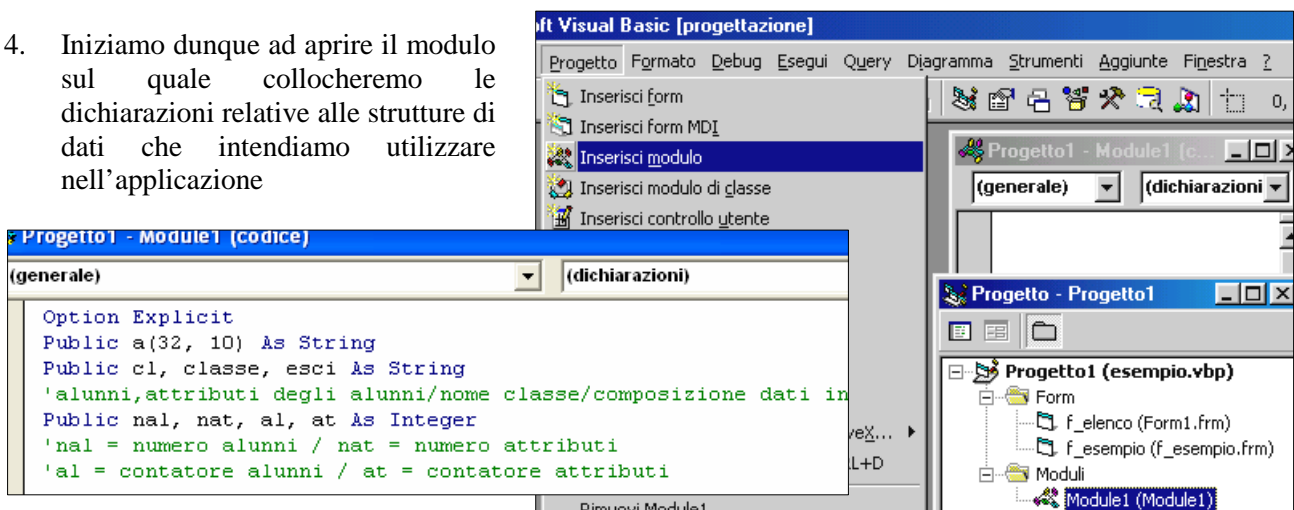 4. Iniziamo dunque ad aprire il modulo
sul quale collocheremo le
dichiarazioni relative alle strutture di
dati che intendiamo utilizzare
nell'applicazione
ft Visual Basic [progettazione]
Progetto Formato Debug Esegui Query Diagramma Strumenti Aggiunte Finestra ?
Inserisci form
Inserisci form MDI
Inserisci modulo
Inserisci modulo di classe
Inserisci controllo utente
0,
Progetto1 - Module1 (c...
(generale) (dichiarazioni
Progetto1 - Module1 (codice)
(generale) (dichiarazioni)
Option Explicit
Public a(32, 10) As String
Public cl, classe, esci As String
'alunni,attributi degli alunni/nome classe/composizione dati in
Public nal, nat, al, at As Integer
'nal = numero alunni / nat = numero attributi
'al = contatore alunni / at = contatore attributi
veX...
L+D
Rimuovi Module1
Progetto - Progetto1
Progetto1 (esempio.vbp)
Form
f_elenco (Form1.frm)
f_esempio (f_esempio.frm)
Moduli
Module1 (Module1)